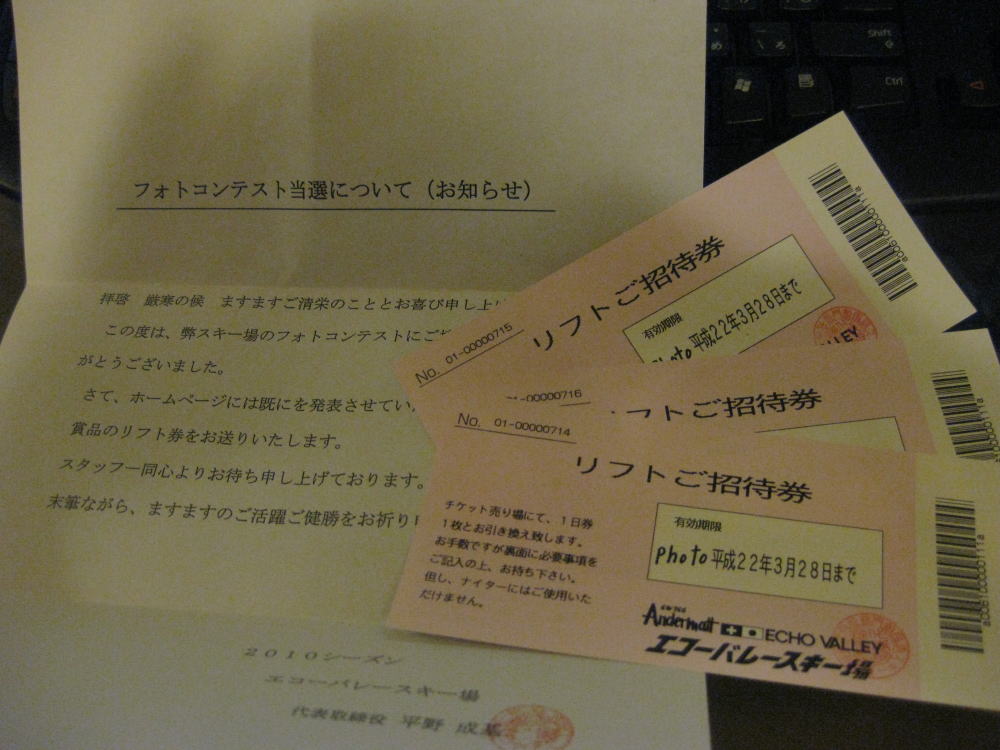 フォトコンテスト当選について（お知らせ）
拝啓　厳寒の候　ますますご清栄のこととお喜び申し上げ
この度は、弊スキー場のフォトコンテストにご
がとうございました。
さて、ホームページには既にを発表させてい
賞品のリフト券をお送りいたします。
スタッフ一同心よりお待ち申し上げております。
末筆ながら、ますますのご活躍ご健勝をお祈り
2010シーズン
エコーバレースキー場
代表取締役 平野 成基
No. 01-00000715
リフトご招待券
有効期限
photo 平成22年3月28日まで
LLEY
-00000716
フトご招待券
No. 01-00000714
リフトご招待券
チケット売り場にて、1日券
1枚とお引き換え致します。
お手数ですが裏面に必要事項を
ご記入の上、お持ち下さい。
但し、ナイターにはご使用いた
だけません。
有効期限
photo 平成22年3月28日まで
Andermatt ECHO VALLEY
エコーバレースキー場
Shift
め
ろ
Ctrl